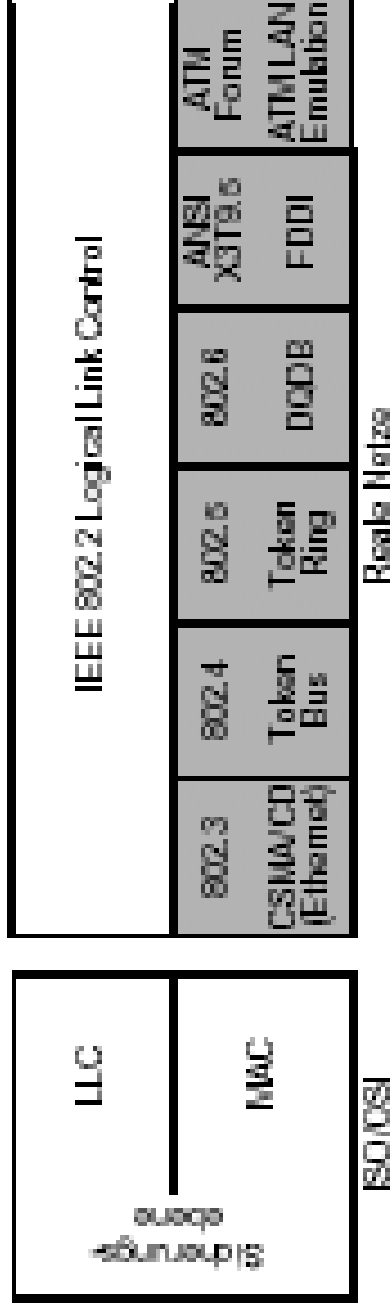 Sicherungs-
ebene
LLC
MAC
ISO/OSI
IEEE 802.2 Logical Link Control
802.3
CSMA/CD
(Ethernet)
802.4
Token
Bus
802.5
Token
Ring
802.6
DQDB
ANSI
X3T9.5
FDDI
ATM
Forum
ATM LAN
Emulation
Reale Netze